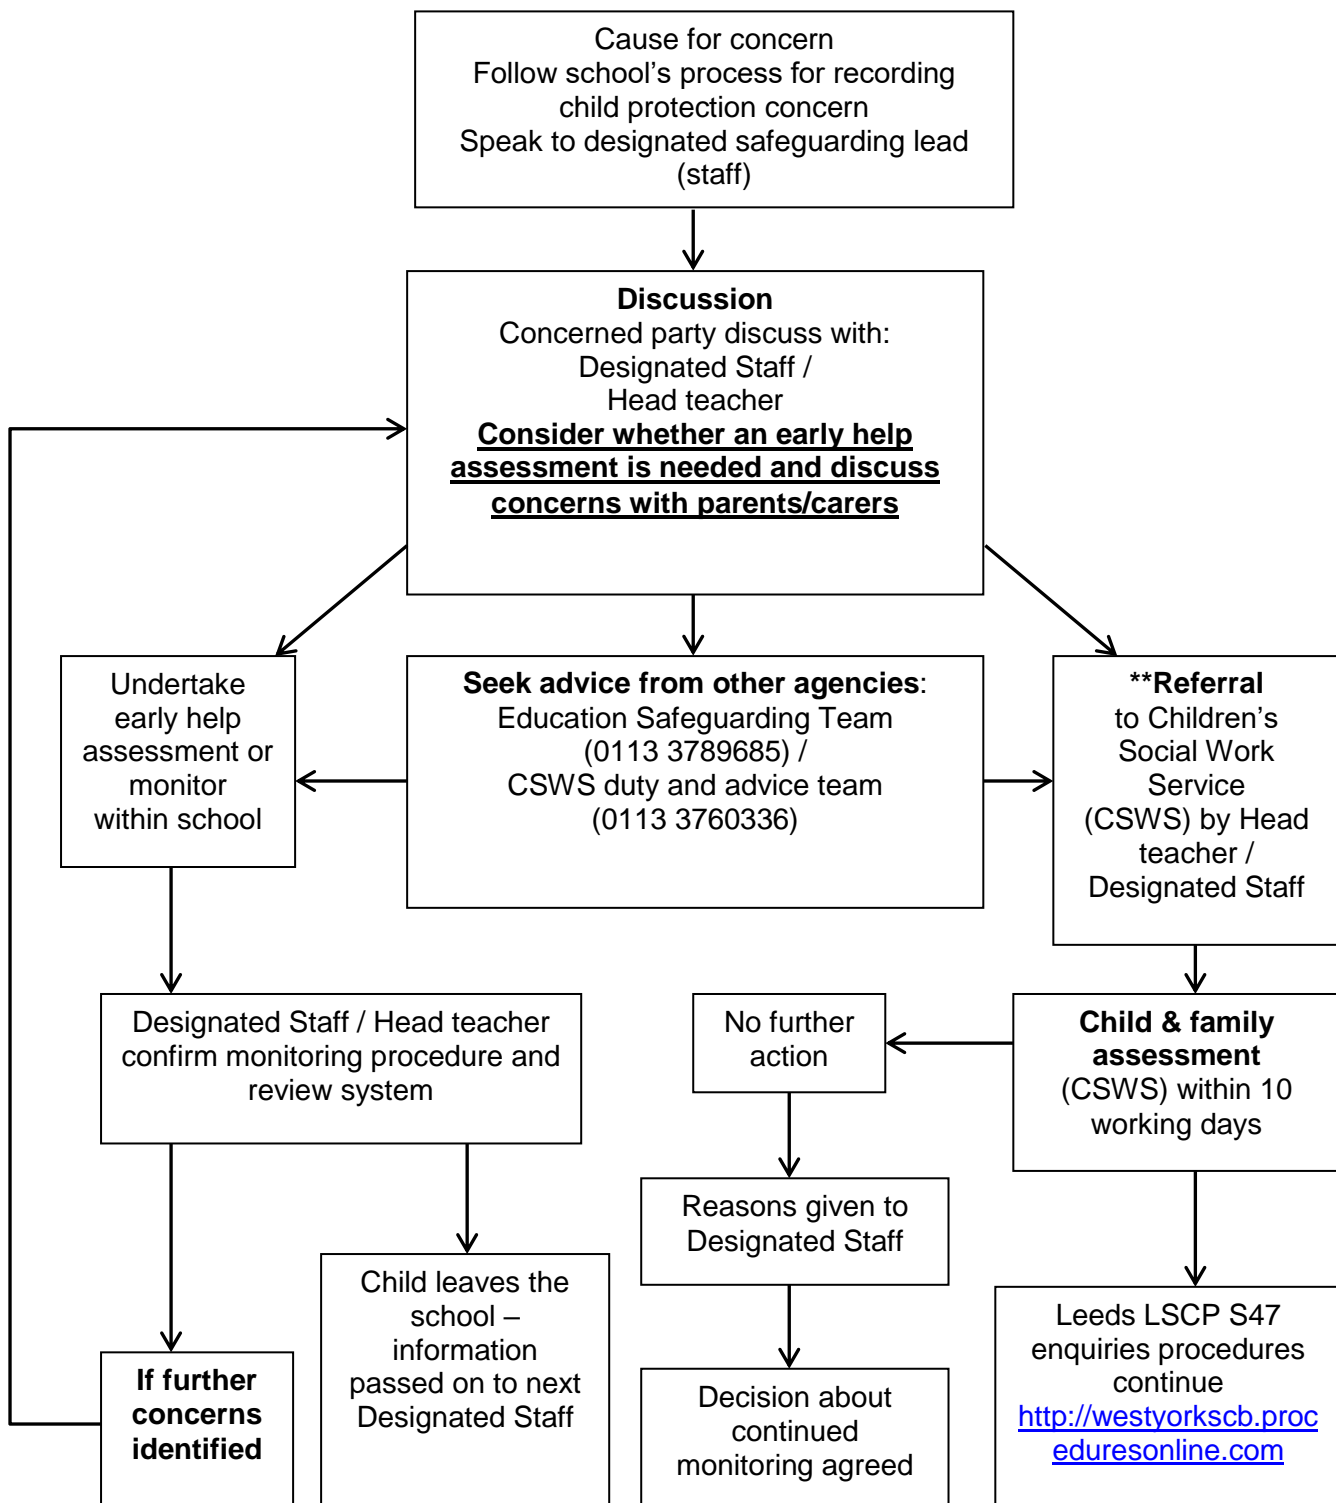 Cause for concern
Follow school’s process for recording
child protection concern
Speak to designated safeguarding lead
(staff)
Discussion
Concerned party discuss with:
Designated Staff /
Head teacher
Consider whether an early help
assessment is needed and discuss
concerns with parents/carers
Undertake
early help
assessment or
monitor
within school
Seek advice from other agencies:
Education Safeguarding Team
(0113 3789685) /
CSWS duty and advice team
(0113 3760336)
**Referral
to Children’s
Social Work
Service
(CSWS) by Head
teacher /
Designated Staff
Designated Staff / Head teacher
confirm monitoring procedure and
review system
No further
action
Child & family
assessment
(CSWS) within 10
working days
Reasons given to
Designated Staff
If further
concerns
identified
Child leaves the
school –
information
passed on to next
Designated Staff
Decision about
continued
monitoring agreed
Leeds LSCP S47
enquiries procedures
continue
http://westyorkscb.proc
eduresonline.com